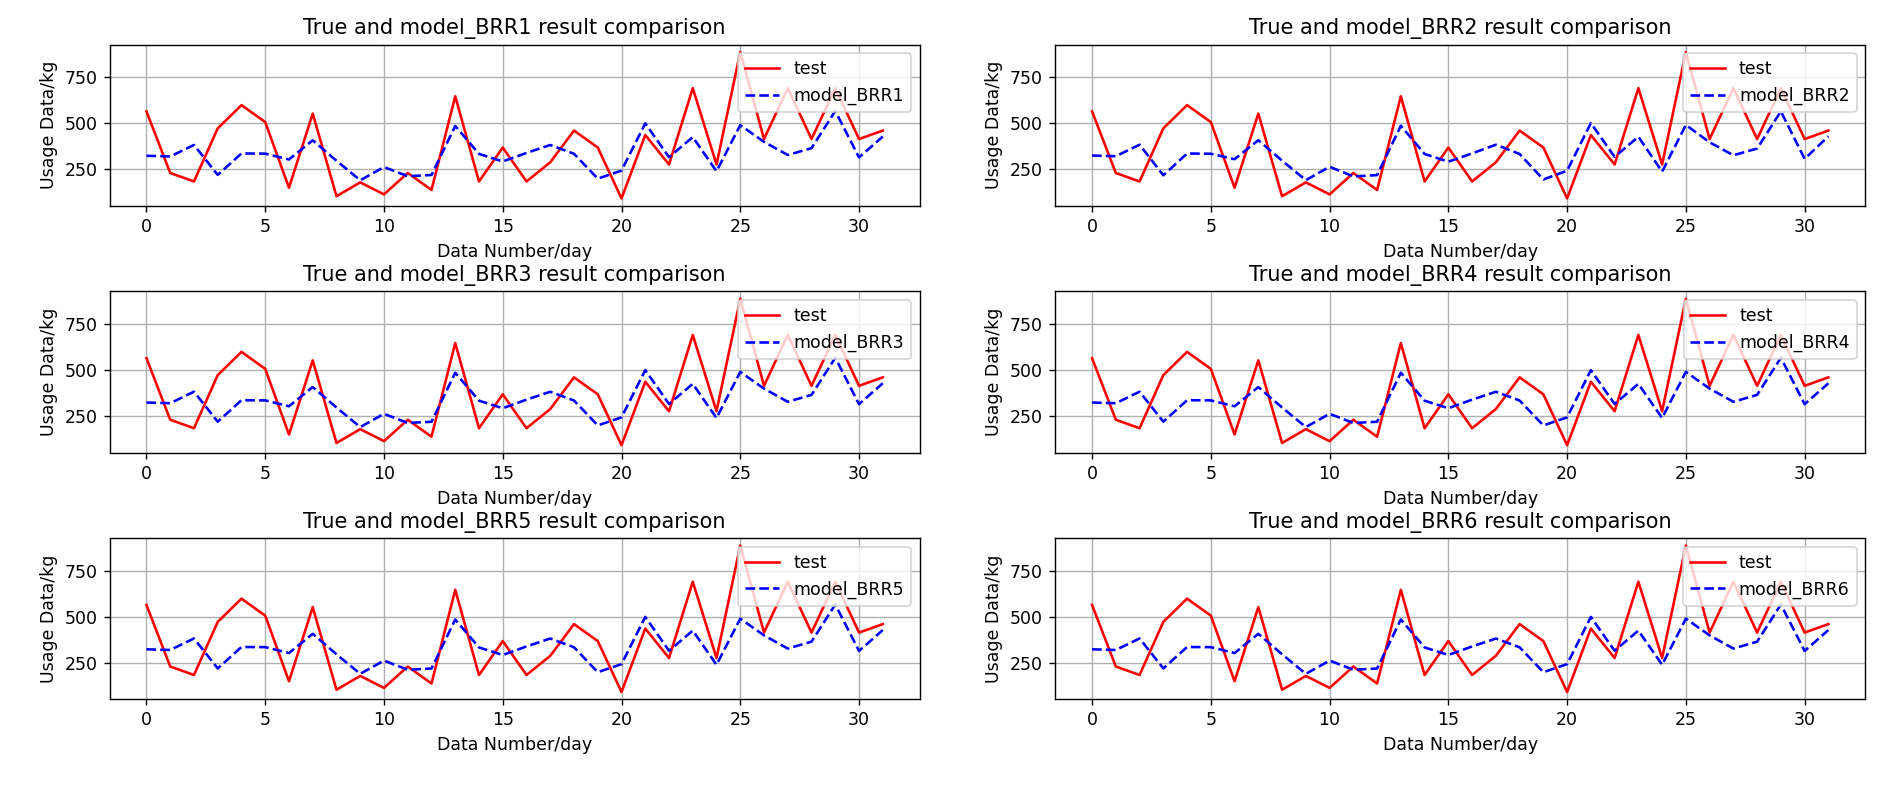 True and model_BRR1 result comparison
Usage Data/kg
750
500
250
test
model_BRR1
0 5 10 15 20 25 30
Data Number/day
True and model_BRR2 result comparison
Usage Data/kg
750
500
250
test
model_BRR2
0 5 10 15 20 25 30
Data Number/day
True and model_BRR3 result comparison
Usage Data/kg
750
500
250
test
model_BRR3
0 5 10 15 20 25 30
Data Number/day
True and model_BRR4 result comparison
Usage Data/kg
750
500
250
test
model_BRR4
0 5 10 15 20 25 30
Data Number/day
True and model_BRR5 result comparison
Usage Data/kg
750
500
250
test
model_BRR5
0 5 10 15 20 25 30
Data Number/day
True and model_BRR6 result comparison
Usage Data/kg
750
500
250
test
model_BRR6
0 5 10 15 20 25 30
Data Number/day